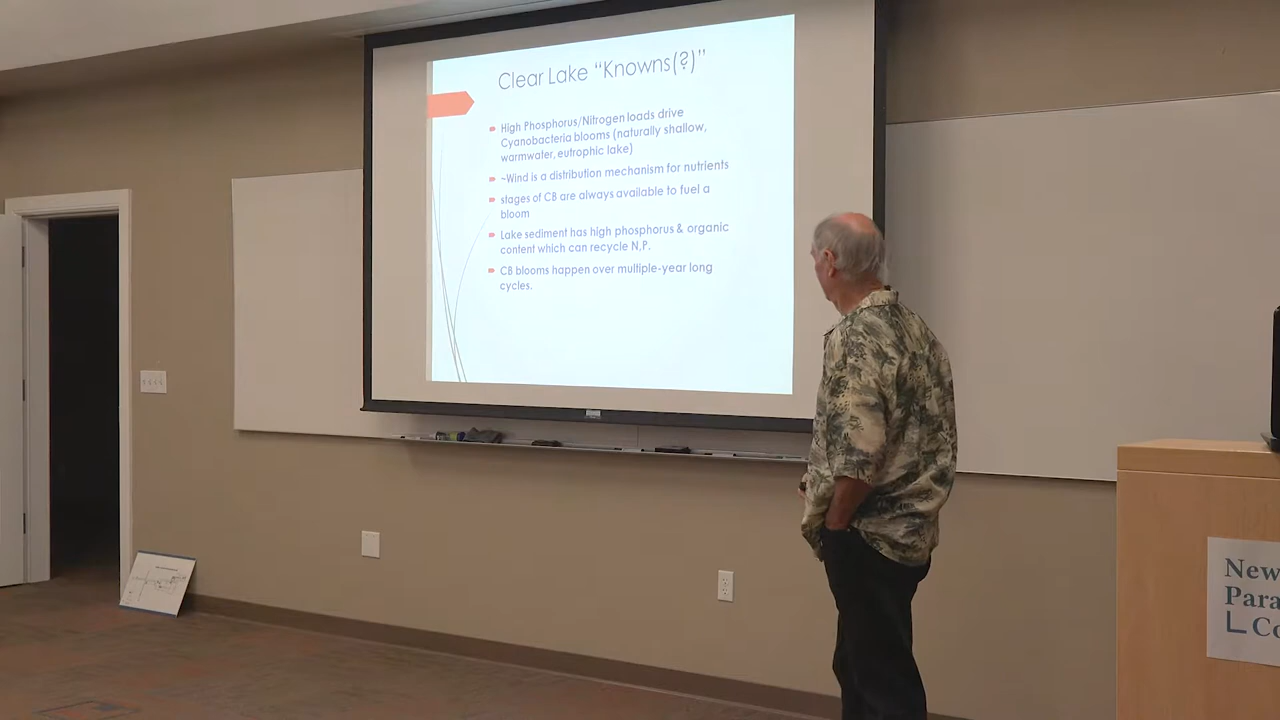 Clear Lake “Knowns(?)”
High Phosphorus/Nitrogen loads drive
Cyanobacteria blooms (naturally shallow,
warmwater, eutrophic lake)
~Wind is a distribution mechanism for nutrients
stages of CB are always available to fuel a
bloom
Lake sediment has high phosphorus & organic
content which can recycle N,P.
CB blooms happen over multiple-year long
cycles.
New
Para
Co